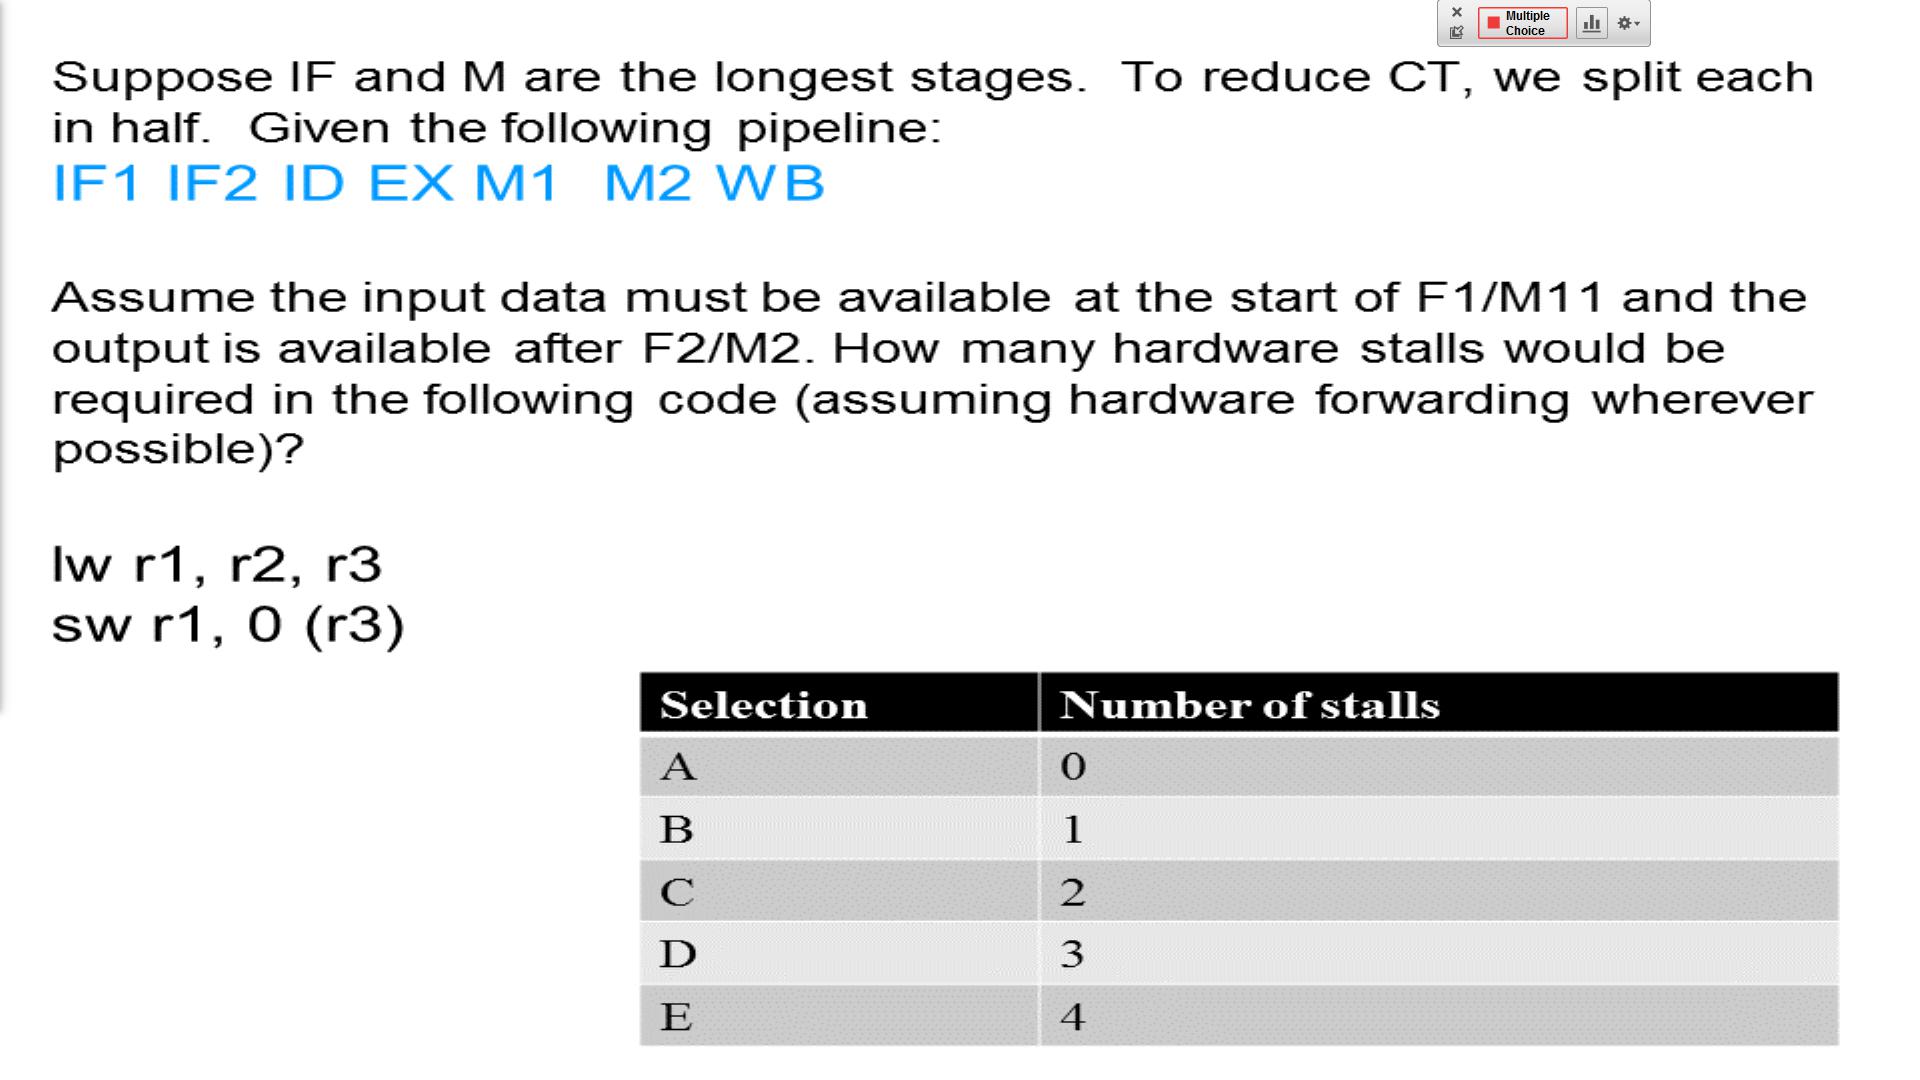 Multiple
Choice
Suppose IF and M are the longest stages. To reduce CT, we split each
in half. Given the following pipeline:
IF1 IF2 ID EX M1 M2 WB
Assume the input data must be available at the start of F1/M11 and the
output is available after F2/M2. How many hardware stalls would be
required in the following code (assuming hardware forwarding wherever
possible)?
lw r1, r2, r3
sw r1, 0 (r3)
Selection Number of stalls
A 0
B 1
C 2
D 3
E 4